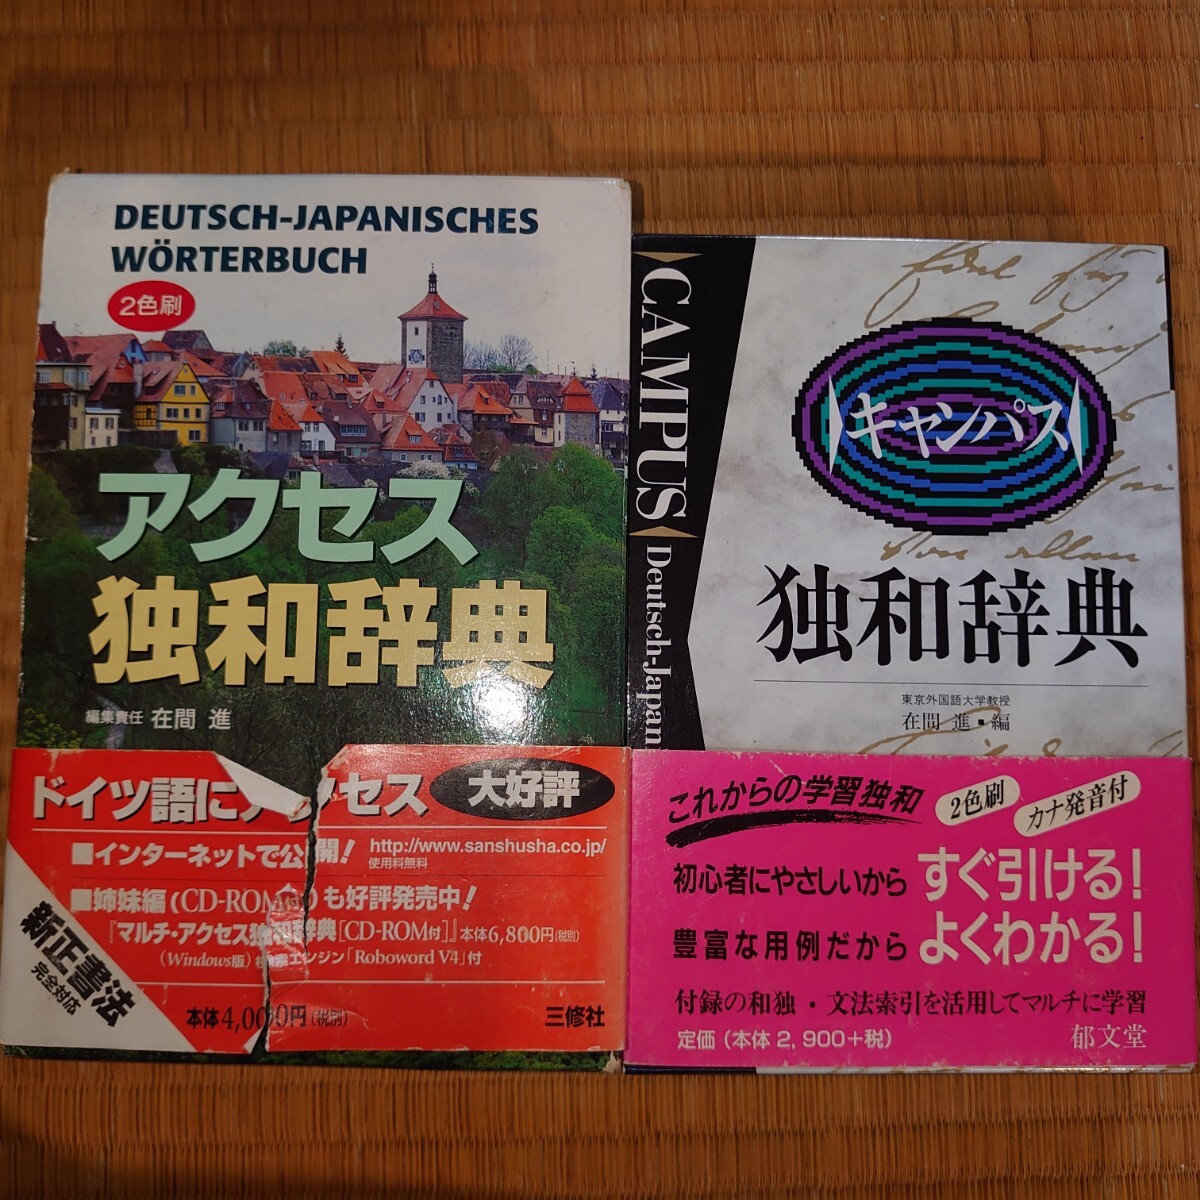 DEUTSCH-JAPANISCHES
WÖRTERBUCH
2色刷
アクセス
独和辞典
編集責任 在間 進
ドイツ語にアクセス
大好評
■インターネットで公開!
http://www.sanshusha.co.jp/
使用料無料
■姉妹編(CD-ROM付)も好評発売中!
『マルチ・アクセス独和辞典[CD-ROM付]』本体6,800円(税別)
(Windows版) 検索エンジン「Roboword V4」付
新正書法
完全対応
本体4,000円(税別)
三修社
CAMPUS
Deutsch-Japan
キャンパス
独和辞典
東京外国語大学教授
在間 進・編
これからの学習独和
2色刷
カナ発音付
初心者にやさしいから
すぐ引ける!
豊富な用例だから
よくわかる!
付録の和独・文法索引を活用してマルチに学習
定価(本体2,900+税)
郁文堂